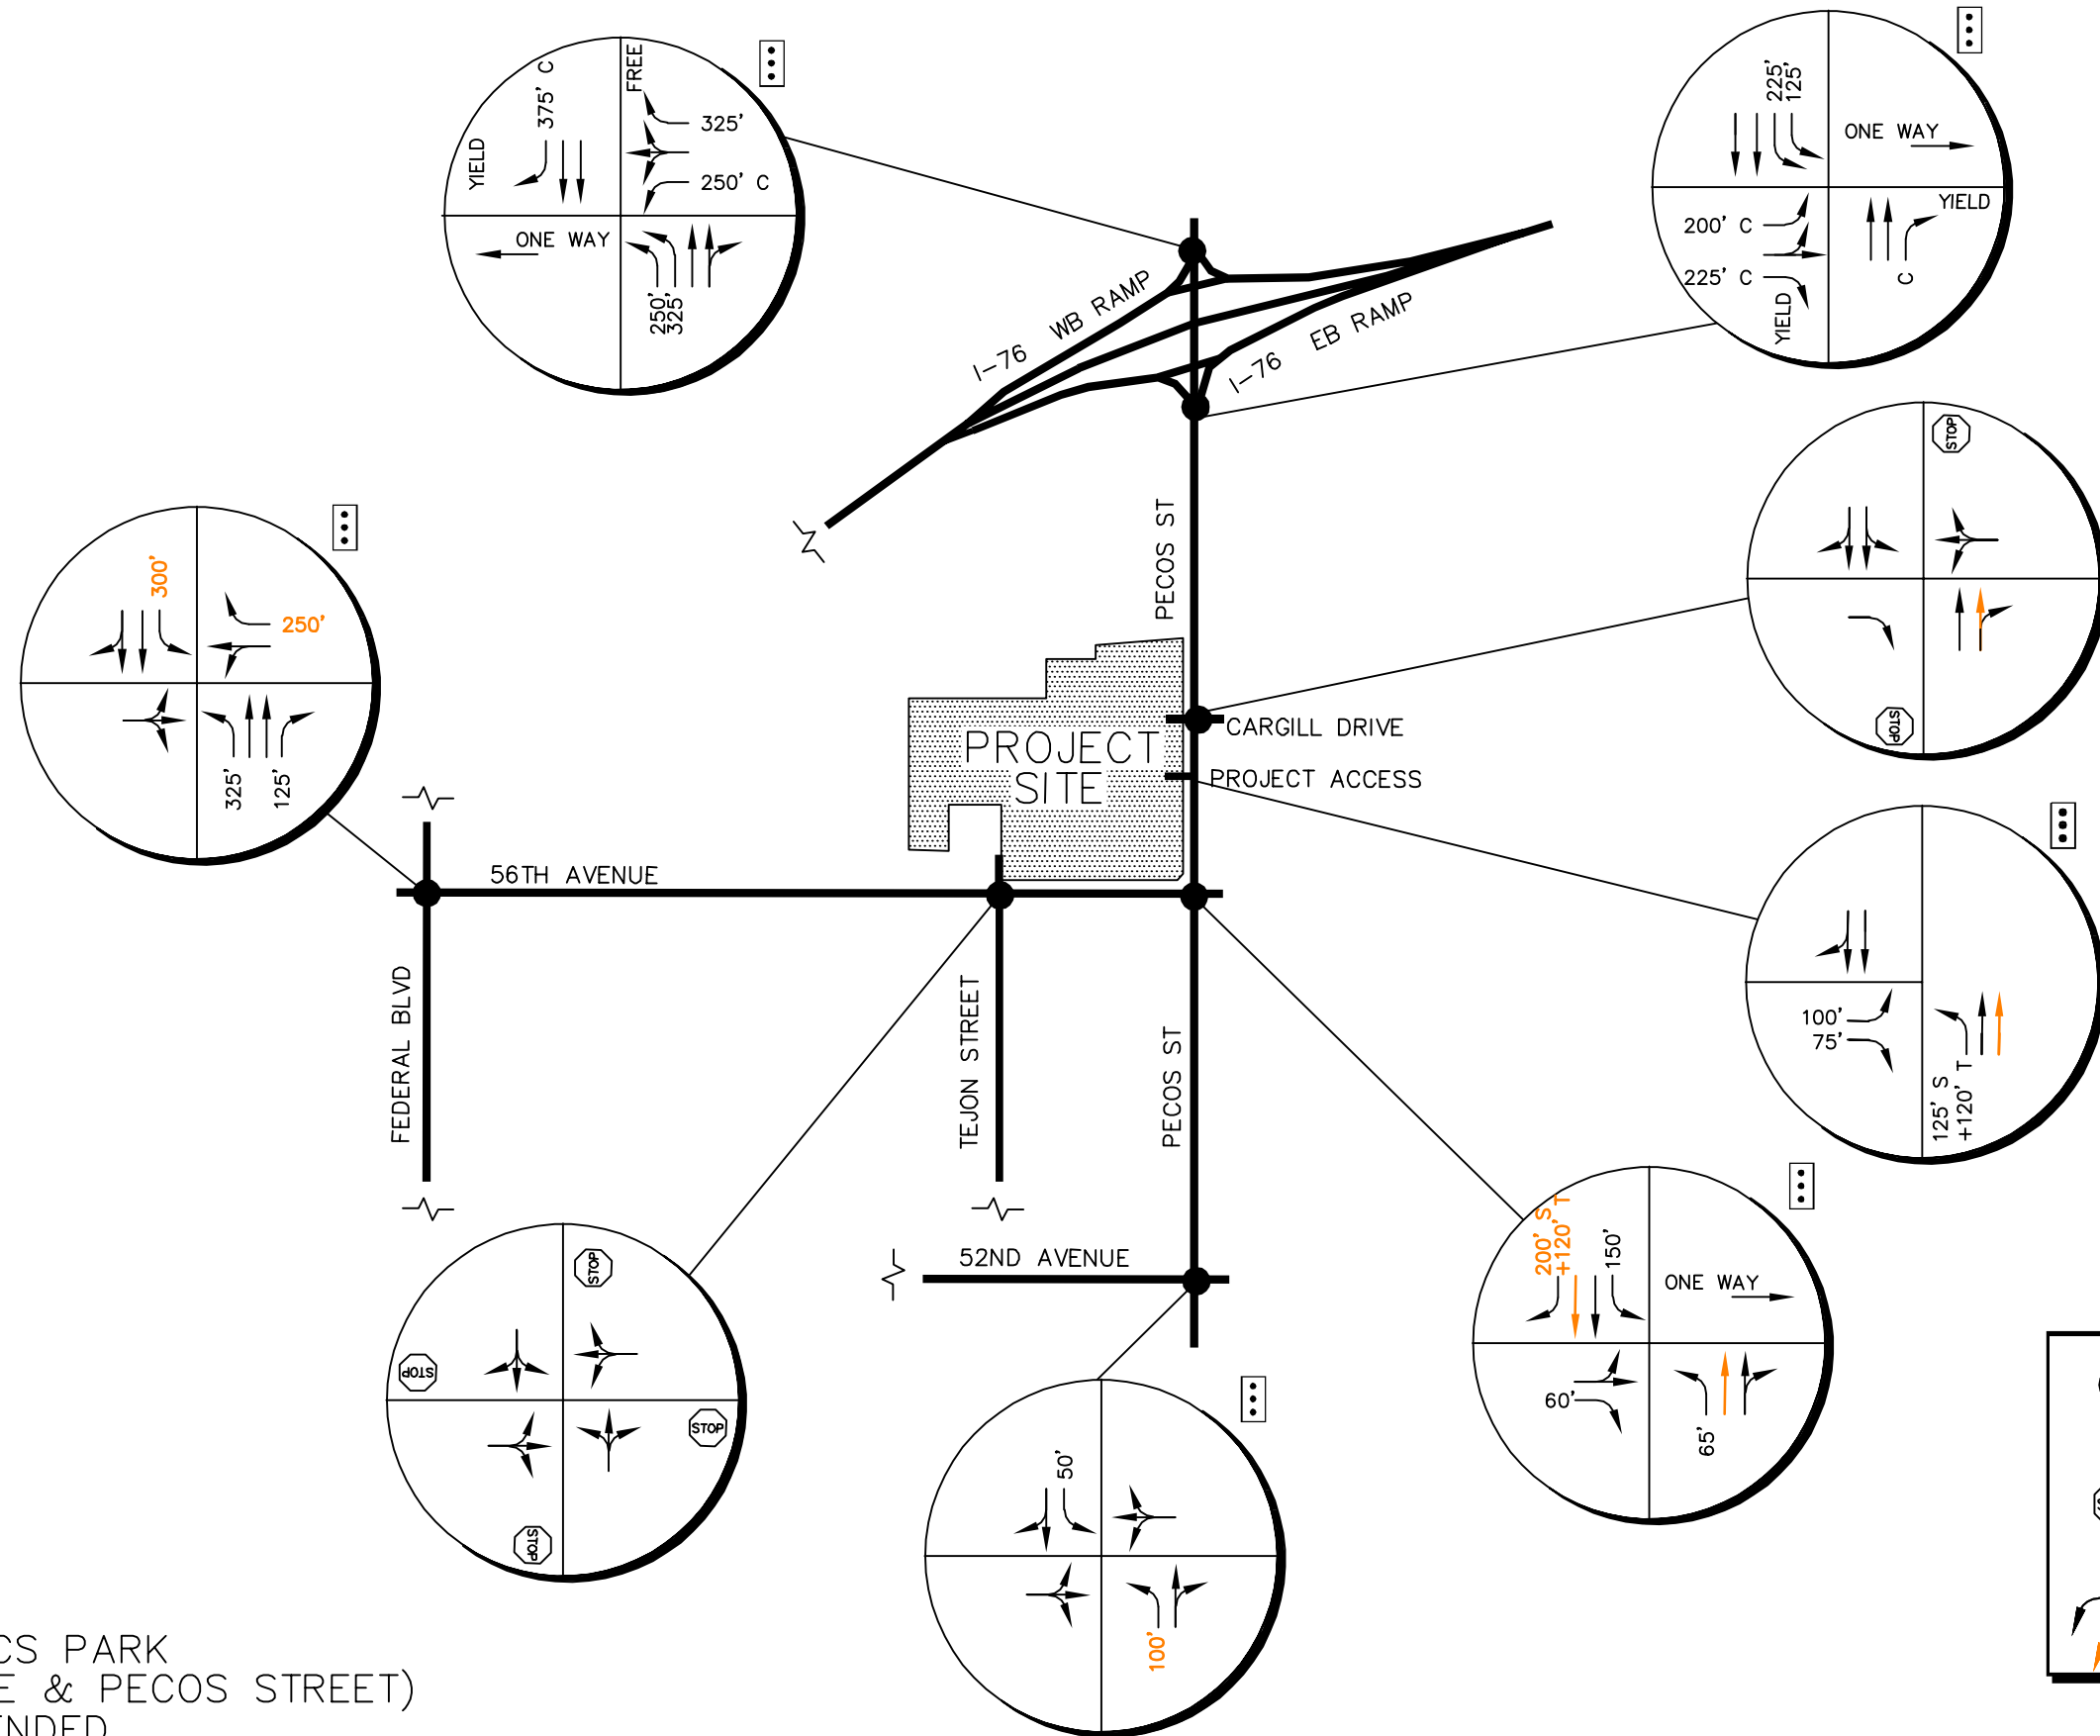 YIELD
375' C
FREE
325'
250' C
ONE WAY
250'
325'
225'
125'
ONE WAY
200' C
225' C
YIELD
YIELD
C
I-76 WB RAMP
I-76 EB RAMP
PECOS ST
STOP
STOP
300'
250'
325'
125'
PROJECT
SITE
CARGILL DRIVE
PROJECT ACCESS
100'
75'
125' S
+120' T
56TH AVENUE
FEDERAL BLVD
TEJON STREET
PECOS ST
52ND AVENUE
200' S
+120' T
150'
ONE WAY
60'
65'
STOP
STOP
STOP
STOP
50'
100'
CS PARK
E & PECOS STREET)
ENDED